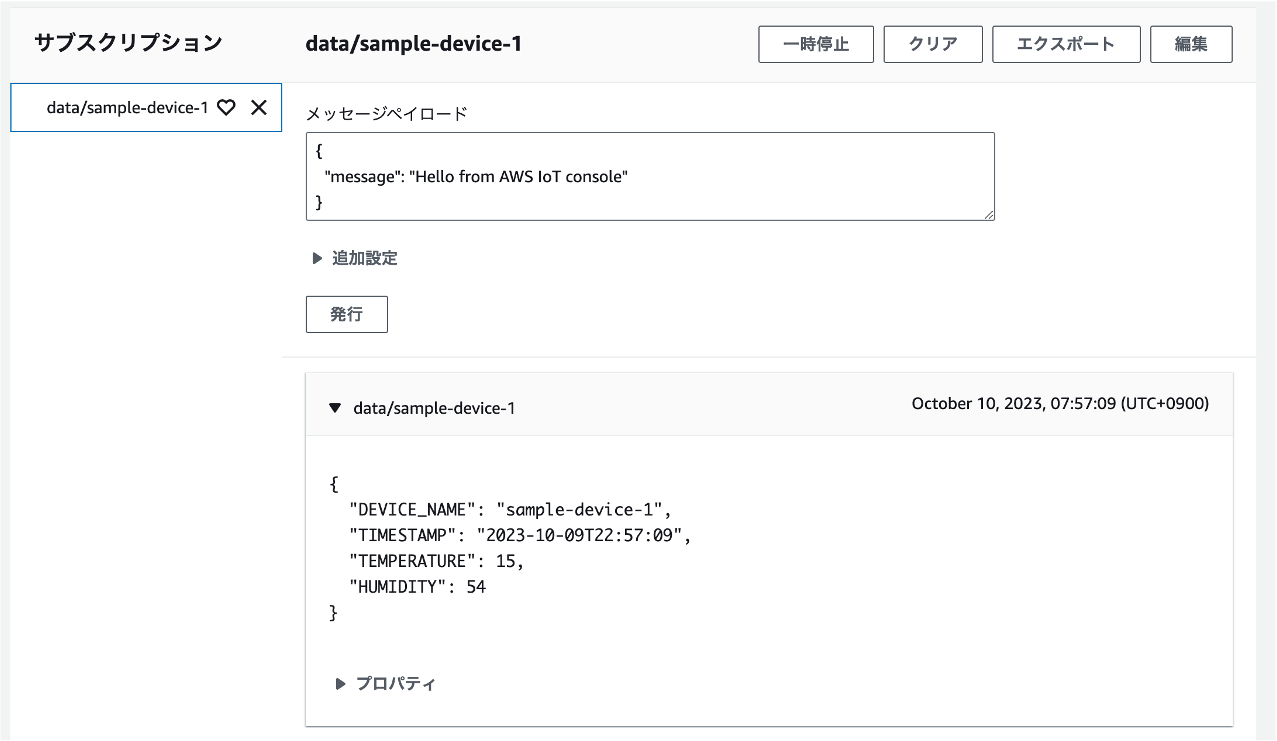 サブスクリプション
data/sample-device-1
一時停止
クリア
エクスポート
編集
data/sample-device-1
メッセージペイロード
{
"message": "Hello from AWS IoT console"
}
追加設定
発行
data/sample-device-1
October 10, 2023, 07:57:09 (UTC+0900)
{
"DEVICE_NAME": "sample-device-1",
"TIMESTAMP": "2023-10-09T22:57:09",
"TEMPERATURE": 15,
"HUMIDITY": 54
}
プロパティ